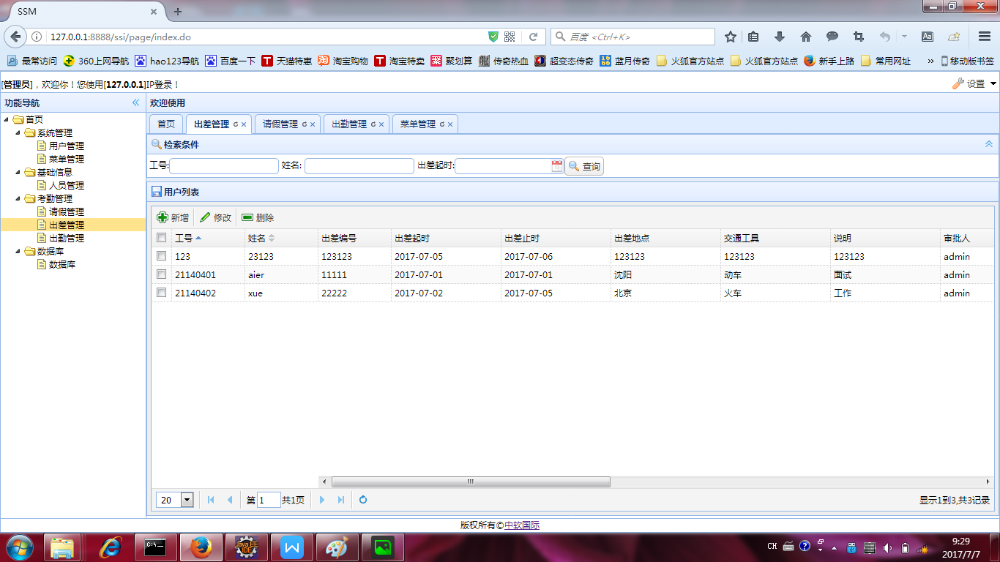 SSM
127.0.0.1:8888/ssi/page/index.do
百度 <Ctrl+K>
最常访问 360上网导航 hao123导航 百度一下 天猫特惠 淘宝购物 淘宝特卖 聚划算 传奇热血 超变态传奇 蓝月传奇 火狐官方站点 火狐官方站点 新手上路 常用网址 » 移动版书签
[管理员]，欢迎你！您使用[127.0.0.1]IP登录！ 设置
功能导航
首页
系统管理
用户管理
菜单管理
基础信息
人员管理
考勤管理
请假管理
出差管理
出勤管理
数据库
数据库
欢迎使用
首页 出差管理 请假管理 出勤管理 菜单管理
检索条件
工号: 姓名: 出差起时: 查询
用户列表
新增 修改 删除
工号 姓名 出差编号 出差起时 出差止时 出差地点 交通工具 说明 审批人
123 23123 123123 2017-07-05 2017-07-06 123123 123123 123123 admin
21140401 aier 11111 2017-07-01 2017-07-01 沈阳 动车 面试 admin
21140402 xue 22222 2017-07-02 2017-07-05 北京 火车 工作 admin
20 第 1 共1页 显示1到3,共3记录
版权所有©中软国际
Java EE IDE
CH
9:29
2017/7/7